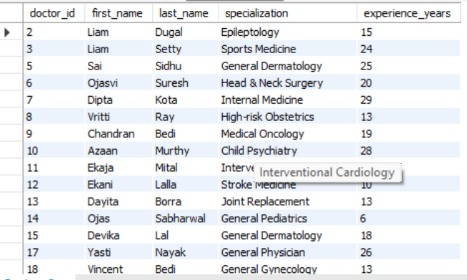 doctor_id first_name last_name specialization experience_years
2 Liam Dugal Epileptology 15
3 Liam Setty Sports Medicine 24
5 Sai Sidhu General Dermatology 25
6 Ojasvi Suresh Head & Neck Surgery 20
7 Dipta Kota Internal Medicine 29
8 Vritti Ray High-risk Obstetrics 13
9 Chandran Bedi Medical Oncology 19
10 Azaan Murthy Child Psychiatry 28
11 Ekaja Mital Interve
Interventional Cardiology
12 Ekani Lalla Stroke Medicine 10
13 Dayita Borra Joint Replacement 13
14 Ojas Sabharwal General Pediatrics 6
15 Devika Lal General Dermatology 18
17 Yasti Nayak General Physician 26
18 Vincent Bedi General Gynecology 13